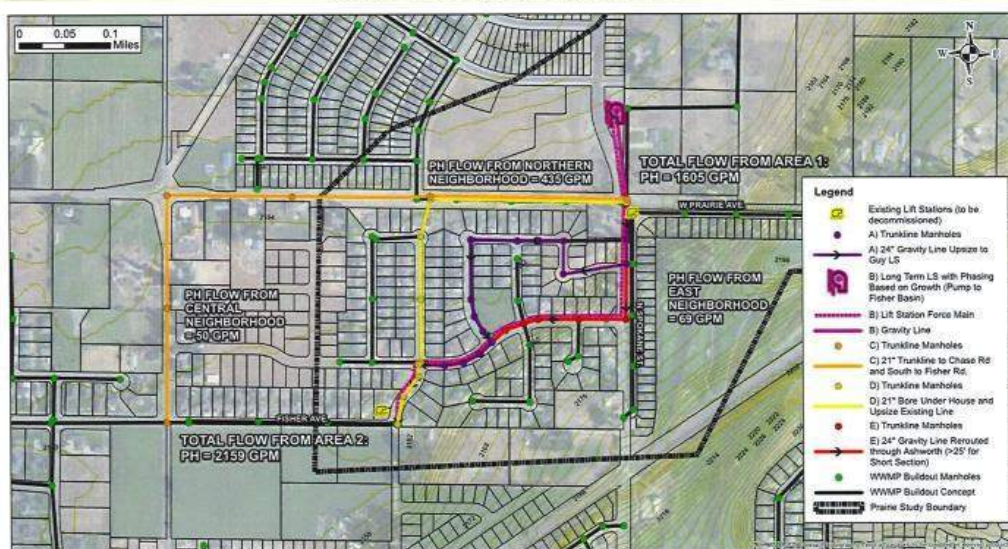 0 0.05 0.1
Miles
N
W E
S
PH FLOW FROM NORTHERN
NEIGHBORHOOD = 435 GPM
TOTAL FLOW FROM AREA 1:
PH = 1605 GPM
W PRAIRIE AVE
PH FLOW FROM
CENTRAL
NEIGHBORHOOD
= 50 GPM
PH FLOW FROM
EAST
NEIGHBORHOOD
= 69 GPM
N SPOKANE ST
FISHER AVE
TOTAL FLOW FROM AREA 2:
PH = 2159 GPM
Legend
Existing Lift Stations (to be
decommissioned)
A) Trunkline Manholes
A) 24" Gravity Line Upsize to
Guy LS
B) Long Term LS with Phasing
Based on Growth (Pump to
Fisher Basin)
B) Lift Station Force Main
B) Gravity Line
C) Trunkline Manholes
C) 21" Trunkline to Chase Rd
and South to Fisher Rd.
D) Trunkline Manholes
D) 21" Bore Under House and
Upsize Existing Line
E) Trunkline Manholes
E) 24" Gravity Line Rerouted
through Ashworth (>25' for
Short Section)
WWMP Buildout Manholes
WWMP Buildout Concept
Prairie Study Boundary